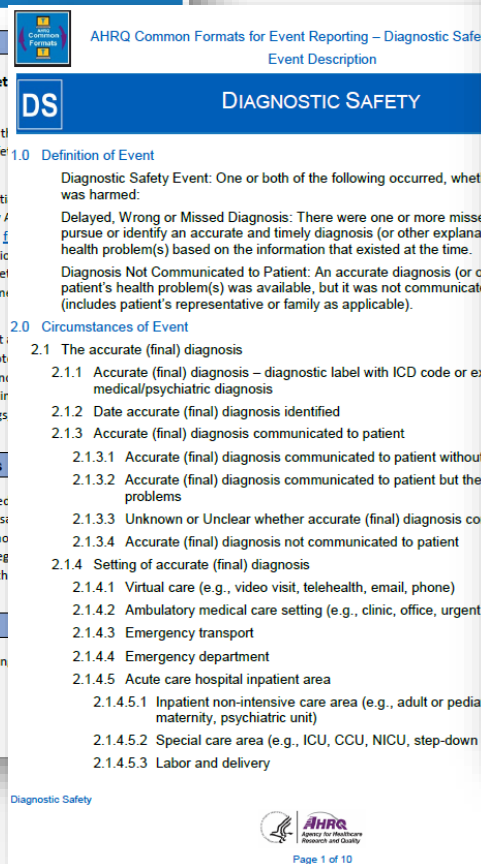 AHRQ
Common
Formats
AHRQ Common Formats for Event Reporting – Diagnostic Safe
Event Description
DS
DIAGNOSTIC SAFETY
1.0 Definition of Event
Diagnostic Safety Event: One or both of the following occurred, whet
was harmed:
Delayed, Wrong or Missed Diagnosis: There were one or more misse
pursue or identify an accurate and timely diagnosis (or other explana
health problem(s) based on the information that existed at the time.
Diagnosis Not Communicated to Patient: An accurate diagnosis (or o
patient's health problem(s) was available, but it was not communicate
(includes patient's representative or family as applicable).
2.0 Circumstances of Event
2.1 The accurate (final) diagnosis
2.1.1 Accurate (final) diagnosis – diagnostic label with ICD code or ex
medical/psychiatric diagnosis
2.1.2 Date accurate (final) diagnosis identified
2.1.3 Accurate (final) diagnosis communicated to patient
2.1.3.1 Accurate (final) diagnosis communicated to patient without
2.1.3.2 Accurate (final) diagnosis communicated to patient but the
problems
2.1.3.3 Unknown or Unclear whether accurate (final) diagnosis co
2.1.3.4 Accurate (final) diagnosis not communicated to patient
2.1.4 Setting of accurate (final) diagnosis
2.1.4.1 Virtual care (e.g., video visit, telehealth, email, phone)
2.1.4.2 Ambulatory medical care setting (e.g., clinic, office, urgent
2.1.4.3 Emergency transport
2.1.4.4 Emergency department
2.1.4.5 Acute care hospital inpatient area
2.1.4.5.1 Inpatient non-intensive care area (e.g., adult or pedia
maternity, psychiatric unit)
2.1.4.5.2 Special care area (e.g., ICU, CCU, NICU, step-down
2.1.4.5.3 Labor and delivery
Diagnostic Safety
AHRQ
Agency for Healthcare
Research and Quality
Page 1 of 10